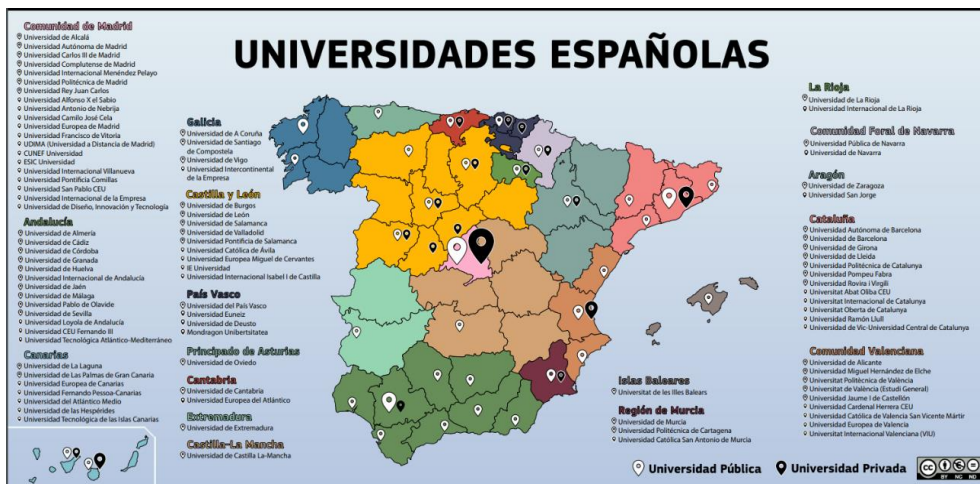 UNIVERSIDADES ESPAÑOLAS
Comunidad de Madrid
Universidad de Alcalá
Universidad Autónoma de Madrid
Universidad Carlos III de Madrid
Universidad Complutense de Madrid
Universidad Internacional Menéndez Pelayo
Universidad Politécnica de Madrid
Universidad Rey Juan Carlos
Universidad Alfonso X el Sabio
Universidad Antonio de Nebrija
Universidad Camilo José Cela
Universidad Europea de Madrid
Universidad Francisco de Vitoria
UDIMA (Universidad a Distancia de Madrid)
CUNEF Universidad
ESIC Universidad
Universidad Internacional Villanueva
Universidad Pontificia Comillas
Universidad San Pablo CEU
Universidad Internacional de la Empresa
Universidad de Diseño, Innovación y Tecnología
Andalucía
Universidad de Almería
Universidad de Cádiz
Universidad de Córdoba
Universidad de Granada
Universidad de Huelva
Universidad Internacional de Andalucía
Universidad de Jaén
Universidad de Málaga
Universidad Pablo de Olavide
Universidad de Sevilla
Universidad Loyola de Andalucía
Universidad CEU Fernando III
Universidad Tecnológica Atlántico-Mediterráneo
Canarias
Universidad de La Laguna
Universidad de Las Palmas de Gran Canaria
Universidad Europea de Canarias
Universidad Fernando Pessoa-Canarias
Universidad del Atlántico Medio
Universidad de las Hespérides
Universidad Tecnológica de las Islas Canarias
Galicia
Universidad de A Coruña
Universidad de Santiago
de Compostela
Universidad de Vigo
Universidad Intercontinental
de la Empresa
Castilla y León
Universidad de Burgos
Universidad de León
Universidad de Salamanca
Universidad de Valladolid
Universidad Pontificia de Salamanca
Universidad Católica de Ávila
Universidad Europea Miguel de Cervantes
IE Universidad
Universidad Internacional Isabel I de Castilla
País Vasco
Universidad del País Vasco
Universidad Euneiz
Universidad de Deusto
Mondragon Unibertsitatea
Principado de Asturias
Universidad de Oviedo
Cantabria
Universidad de Cantabria
Universidad Europea del Atlántico
Extremadura
Universidad de Extremadura
Castilla-La Mancha
Universidad de Castilla La-Mancha
La Rioja
Universidad de La Rioja
Universidad Internacional de La Rioja
Comunidad Foral de Navarra
Universidad Pública de Navarra
Universidad de Navarra
Aragón
Universidad de Zaragoza
Universidad San Jorge
Cataluña
Universidad Autónoma de Barcelona
Universidad de Barcelona
Universidad de Girona
Universidad de Lleida
Universidad Politécnica de Catalunya
Universidad Pompeu Fabra
Universidad Rovira i Virgili
Universitat Abat Oliba CEU
Universitat Internacional de Catalunya
Universitat Oberta de Catalunya
Universidad Ramón Llull
Universidad de Vic-Universidad Central de Catalunya
Comunidad Valenciana
Universidad de Alicante
Universidad Miguel Hernández de Elche
Universitat Politècnica de València
Universitat de València (Estudi General)
Universidad Jaume I de Castellón
Universidad Cardenal Herrera CEU
Universidad Católica de Valencia San Vicente Mártir
Universidad Europea de Valencia
Universitat Internacional Valenciana (VIU)
Islas Baleares
Universitat de les Illes Balears
Región de Murcia
Universidad de Murcia
Universidad Politécnica de Cartagena
Universidad Católica San Antonio de Murcia
Universidad Pública
Universidad Privada
cc
BY NC ND